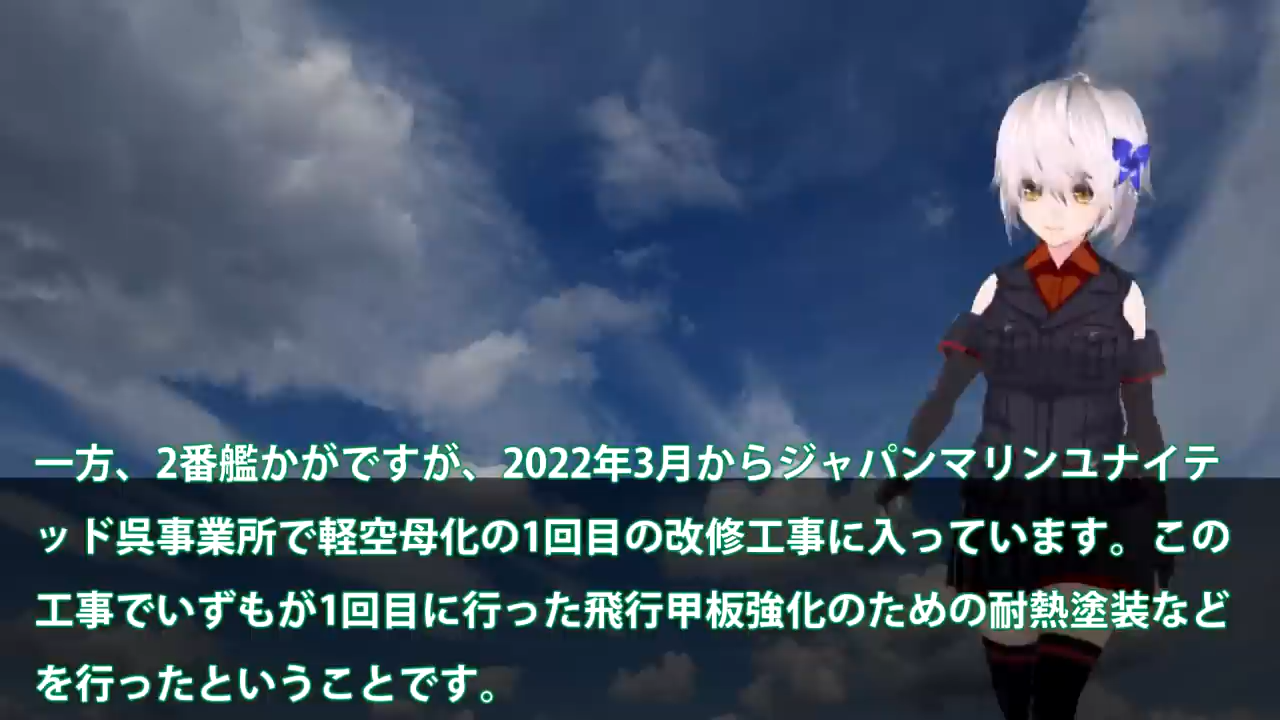 一方、2番艦かがですが、2022年3月からジャパンマリンユナイテ
ッド呉事業所で軽空母化の1回目の改修工事に入っています。この
工事でいずもが1回目に行った飛行甲板強化のための耐熱塗装など
を行ったということです。